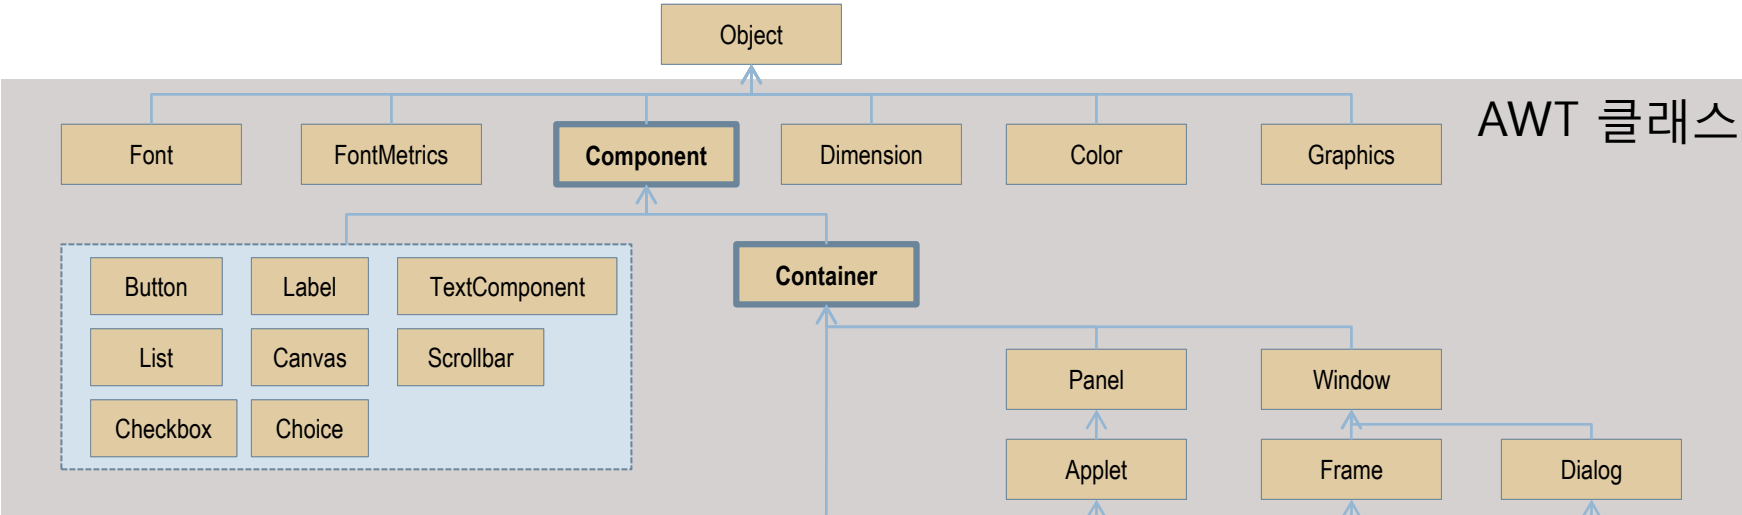 Object
AWT 클래스
Font
FontMetrics
Component
Dimension
Color
Graphics
Button
Label
TextComponent
Container
List
Canvas
Scrollbar
Panel
Window
Checkbox
Choice
Applet
Frame
Dialog